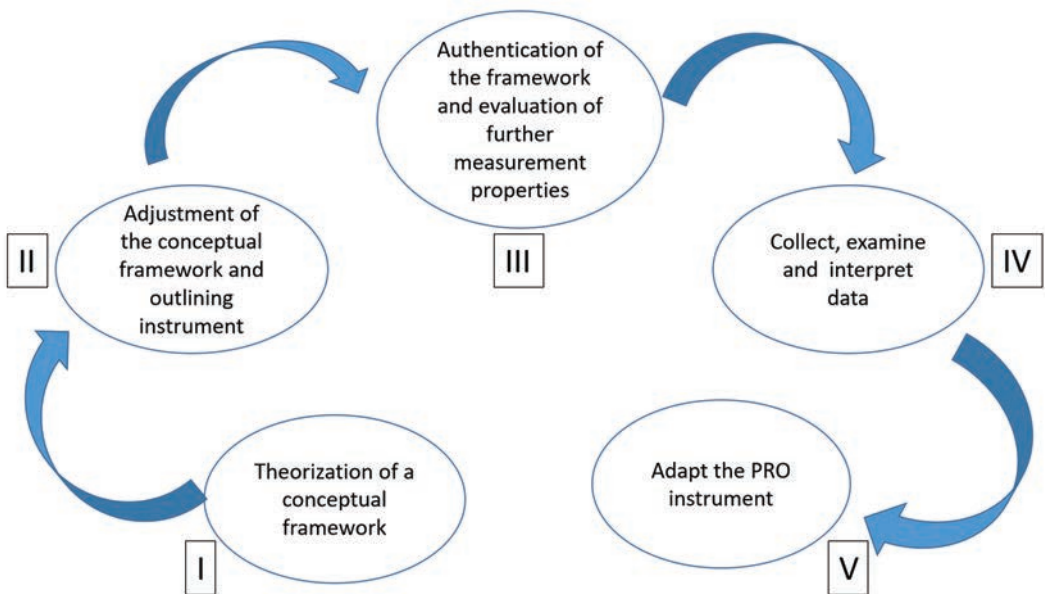 Authentication of
the framework
and evaluation of
further
measurement
properties
III
Adjustment of
the conceptual
framework and
outlining
instrument
II
Collect, examine
and interpret
data
IV
Theorization of a
conceptual
framework
I
Adapt the PRO
instrument
V